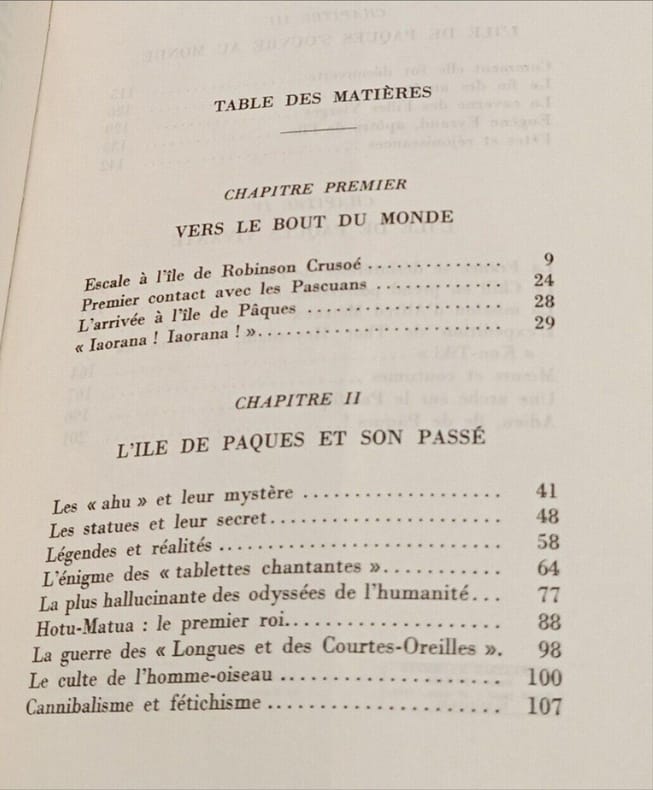 TABLE DES MATIÈRES
CHAPITRE PREMIER
VERS LE BOUT DU MONDE
Escale à l'île de Robinson Crusoé .............. 9
Premier contact avec les Pascuans ............. 24
L'arrivée à l'île de Pâques .................... 28
« Iaorana ! Iaorana ! »......................... 29
CHAPITRE II
L'ILE DE PAQUES ET SON PASSÉ
Les « ahu » et leur mystère .................... 41
Les statues et leur secret....................... 48
Légendes et réalités ............................ 58
L'énigme des « tablettes chantantes »........... 64
La plus hallucinante des odyssées de l'humanité... 77
Hotu-Matua : le premier roi...................... 88
La guerre des « Longues et des Courtes-Oreilles ». 98
Le culte de l'homme-oiseau ...................... 100
Cannibalisme et fétichisme ...................... 107